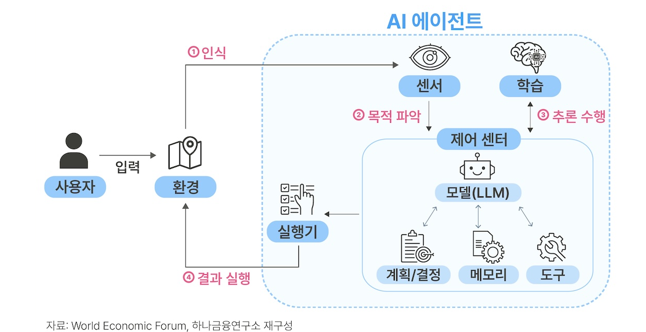 AI 에이전트
①인식
센서
학습
② 목적 파악
③ 추론 수행
제어 센터
입력
사용자
환경
모델(LLM)
실행기
계획/결정
메모리
도구
④결과 실행
자료: World Economic Forum, 하나금융연구소 재구성